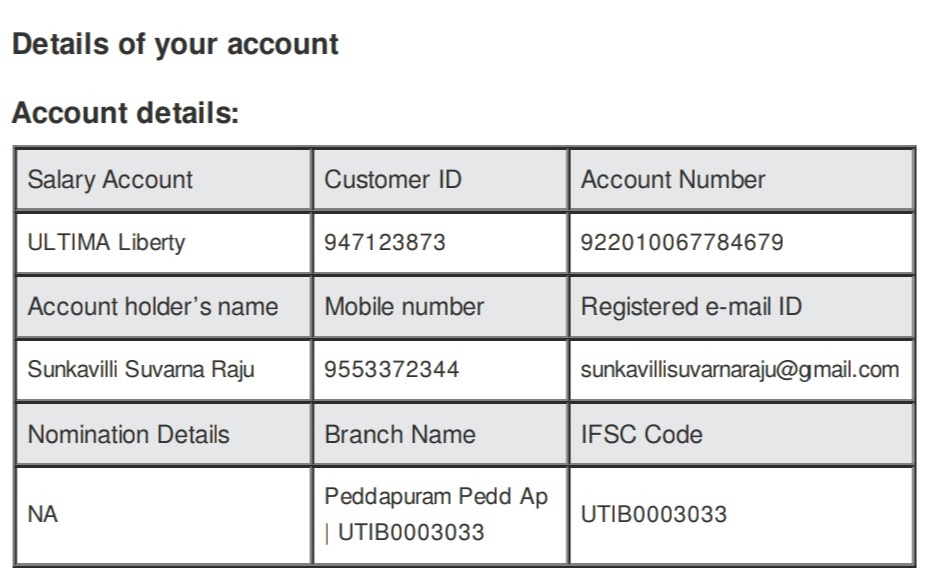 Details of your account
Account details:
Salary Account Customer ID Account Number
ULTIMA Liberty 947123873 922010067784679
Account holder’s name Mobile number Registered e-mail ID
Sunkavilli Suvarna Raju 9553372344 sunkavillisuvarnaraju@gmail.com
Nomination Details Branch Name IFSC Code
NA Peddapuram Pedd Ap
| UTIB0003033 UTIB0003033